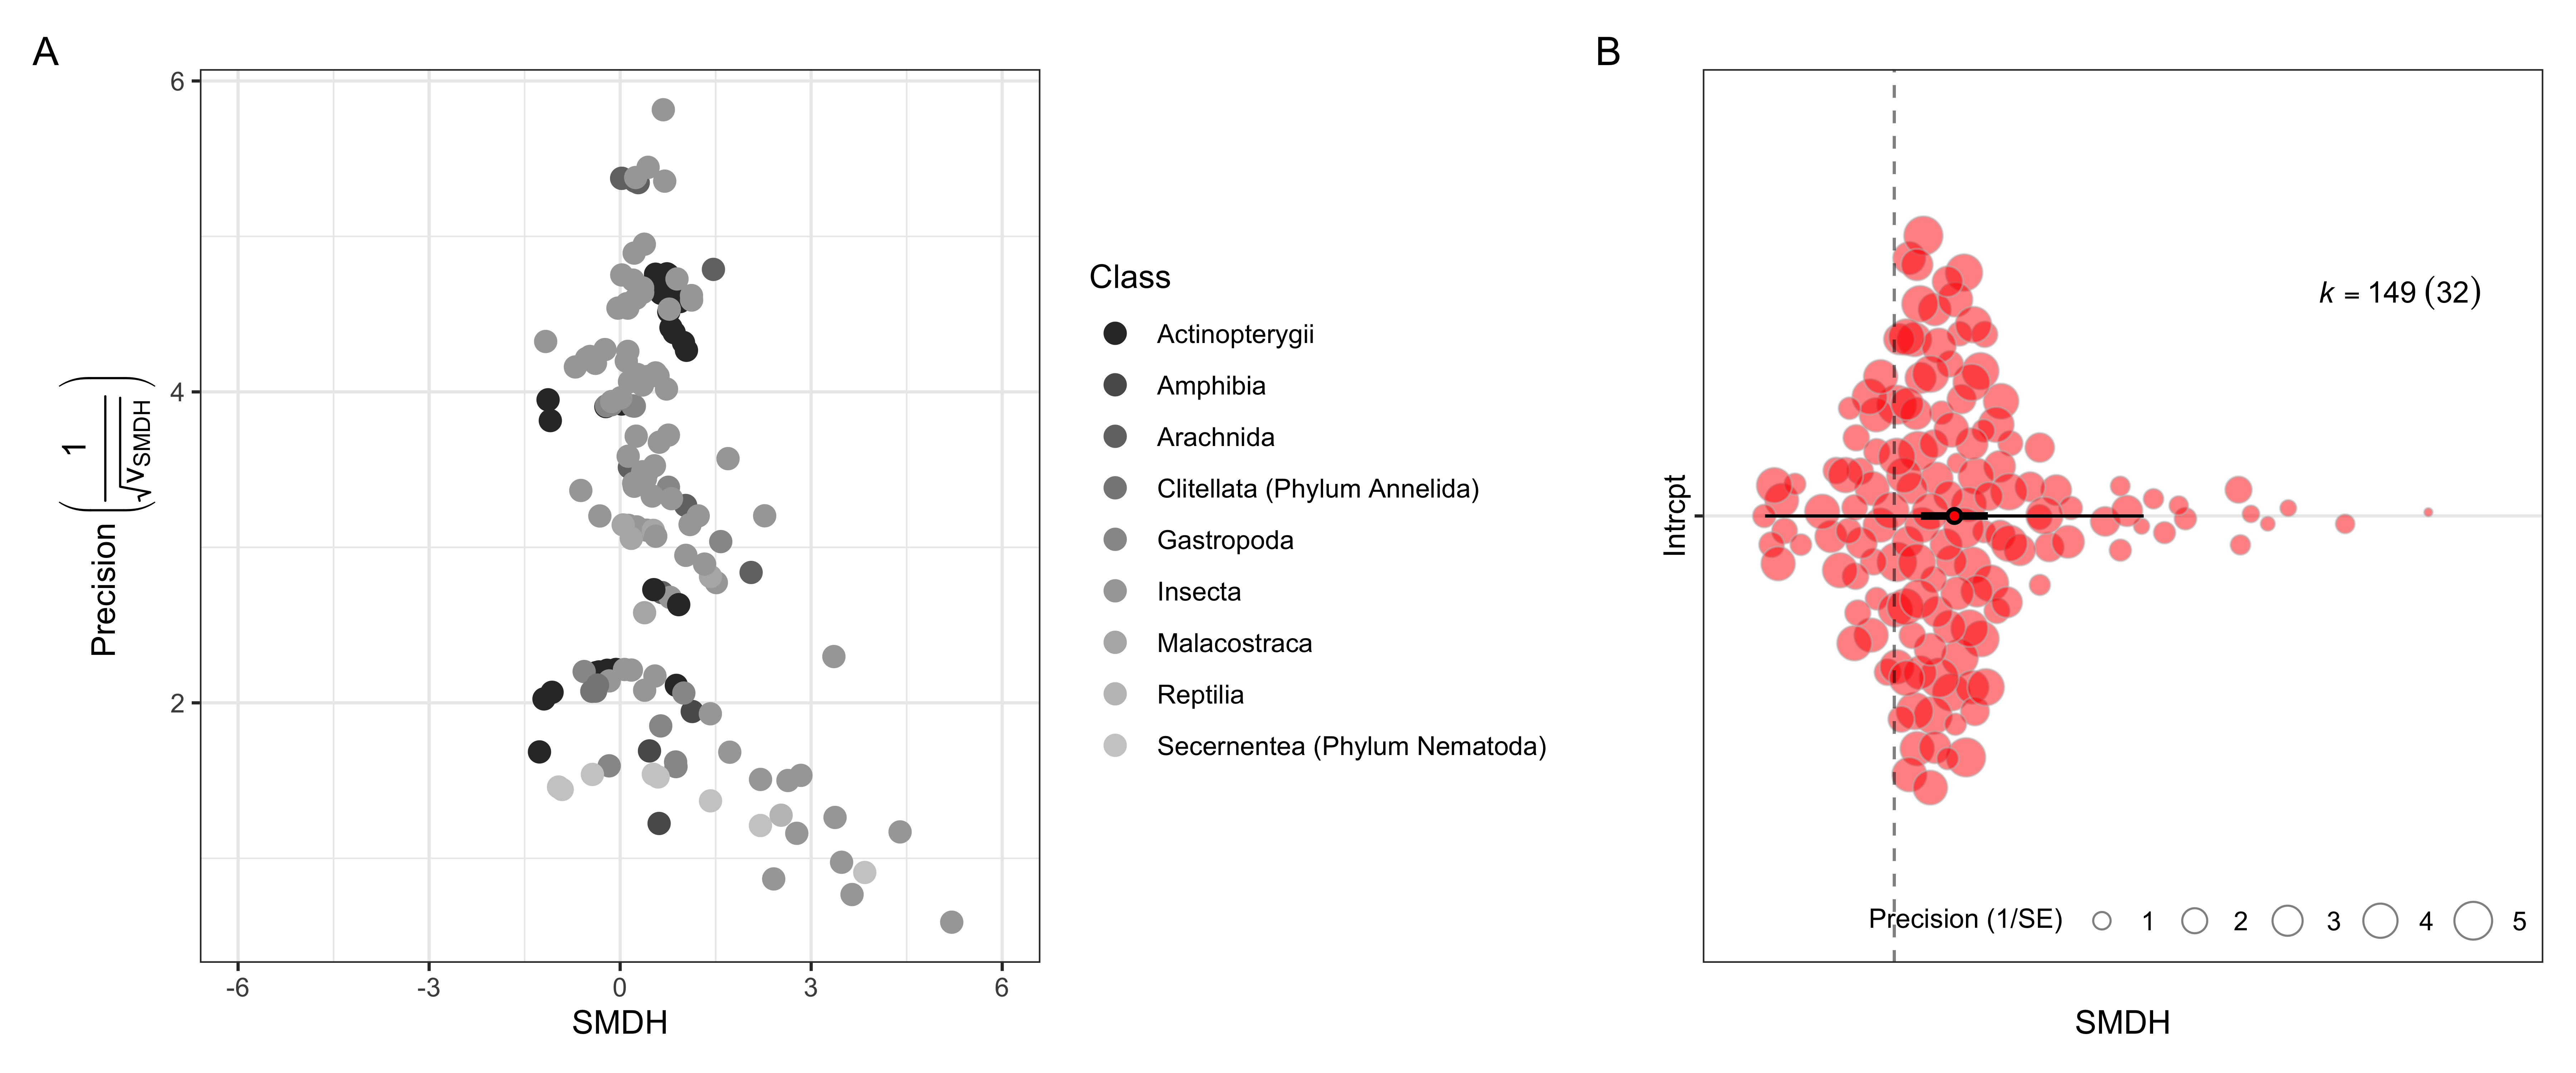 A
6
4
2
Precision (1/√vSMDH)
-6 -3 0 3 6
SMDH
Class
Actinopterygii
Amphibia
Arachnida
Clitellata (Phylum Annelida)
Gastropoda
Insecta
Malacostraca
Reptilia
Secernentea (Phylum Nematoda)
B
k = 149 (32)
Intrcpt
Precision (1/SE) 1 2 3 4 5
SMDH